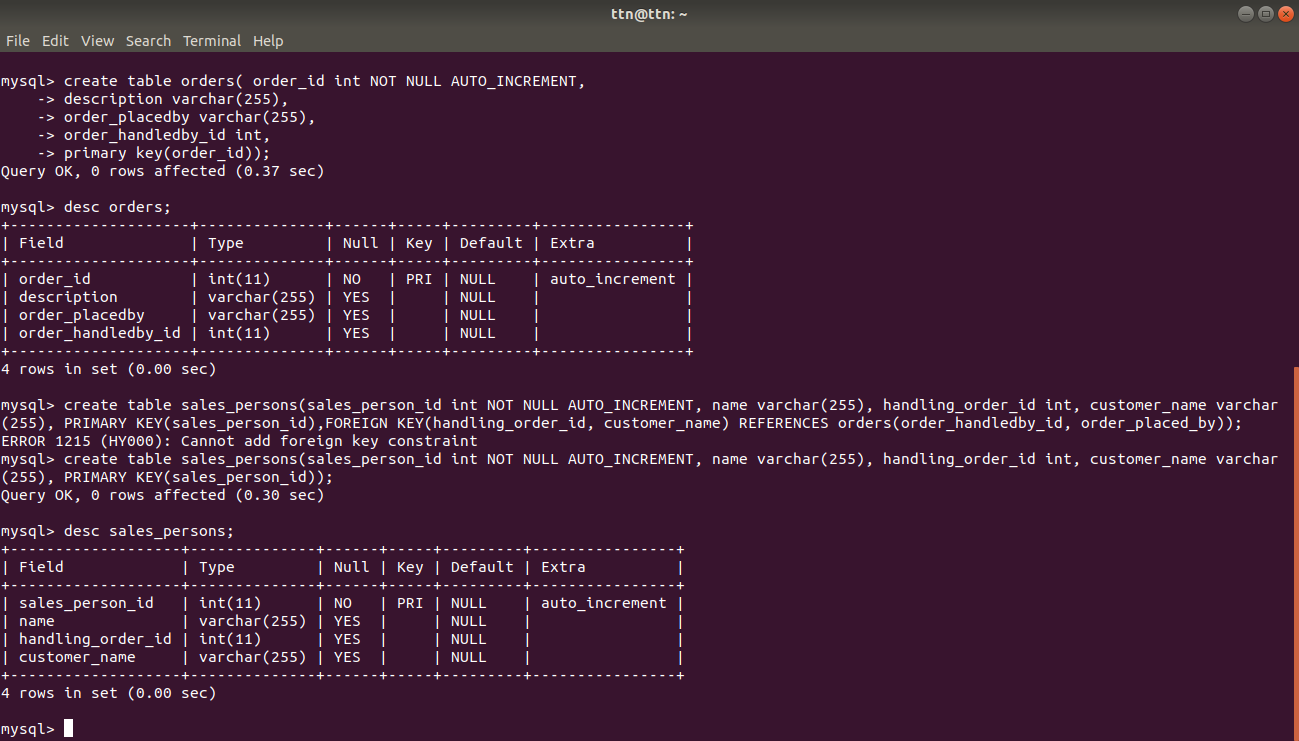 ttn@ttn: ~
File Edit View Search Terminal Help
mysql> create table orders( order_id int NOT NULL AUTO_INCREMENT,
    -> description varchar(255),
    -> order_placedby varchar(255),
    -> order_handledby_id int,
    -> primary key(order_id));
Query OK, 0 rows affected (0.37 sec)
mysql> desc orders;
+--------------------+--------------+------+-----+---------+----------------+
| Field              | Type         | Null | Key | Default | Extra          |
+--------------------+--------------+------+-----+---------+----------------+
| order_id           | int(11)      | NO   | PRI | NULL    | auto_increment |
| description        | varchar(255) | YES  |     | NULL    |                |
| order_placedby     | varchar(255) | YES  |     | NULL    |                |
| order_handledby_id | int(11)      | YES  |     | NULL    |                |
+--------------------+--------------+------+-----+---------+----------------+
4 rows in set (0.00 sec)
mysql> create table sales_persons(sales_person_id int NOT NULL AUTO_INCREMENT, name varchar(255), handling_order_id int, customer_name varchar
(255), PRIMARY KEY(sales_person_id),FOREIGN KEY(handling_order_id, customer_name) REFERENCES orders(order_handledby_id, order_placed_by));
ERROR 1215 (HY000): Cannot add foreign key constraint
mysql> create table sales_persons(sales_person_id int NOT NULL AUTO_INCREMENT, name varchar(255), handling_order_id int, customer_name varchar
(255), PRIMARY KEY(sales_person_id));
Query OK, 0 rows affected (0.30 sec)
mysql> desc sales_persons;
+-------------------+--------------+------+-----+---------+----------------+
| Field             | Type         | Null | Key | Default | Extra          |
+-------------------+--------------+------+-----+---------+----------------+
| sales_person_id   | int(11)      | NO   | PRI | NULL    | auto_increment |
| name              | varchar(255) | YES  |     | NULL    |                |
| handling_order_id | int(11)      | YES  |     | NULL    |                |
| customer_name     | varchar(255) | YES  |     | NULL    |                |
+-------------------+--------------+------+-----+---------+----------------+
4 rows in set (0.00 sec)
mysql>